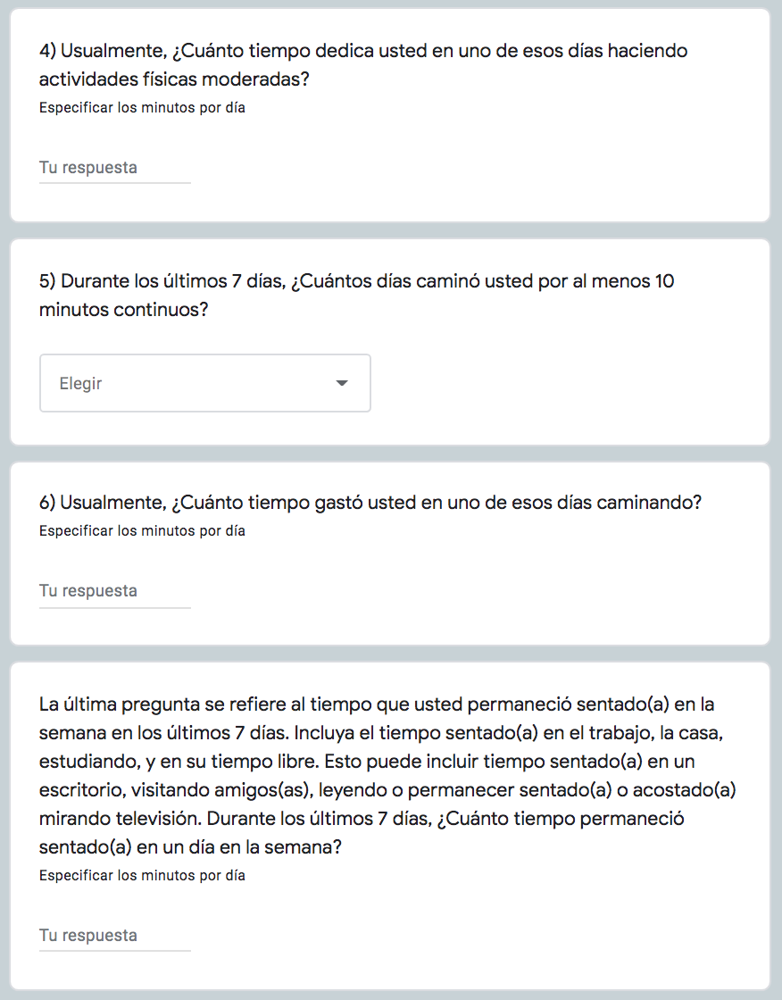 4) Usualmente, ¿Cuánto tiempo dedica usted en uno de esos días haciendo
actividades físicas moderadas?
Especificar los minutos por día
Tu respuesta
5) Durante los últimos 7 días, ¿Cuántos días caminó usted por al menos 10
minutos continuos?
Elegir
6) Usualmente, ¿Cuánto tiempo gastó usted en uno de esos días caminando?
Especificar los minutos por día
Tu respuesta
La última pregunta se refiere al tiempo que usted permaneció sentado(a) en la
semana en los últimos 7 días. Incluya el tiempo sentado(a) en el trabajo, la casa,
estudiando, y en su tiempo libre. Esto puede incluir tiempo sentado(a) en un
escritorio, visitando amigos(as), leyendo o permanecer sentado(a) o acostado(a)
mirando televisión. Durante los últimos 7 días, ¿Cuánto tiempo permaneció
sentado(a) en un día en la semana?
Especificar los minutos por día
Tu respuesta